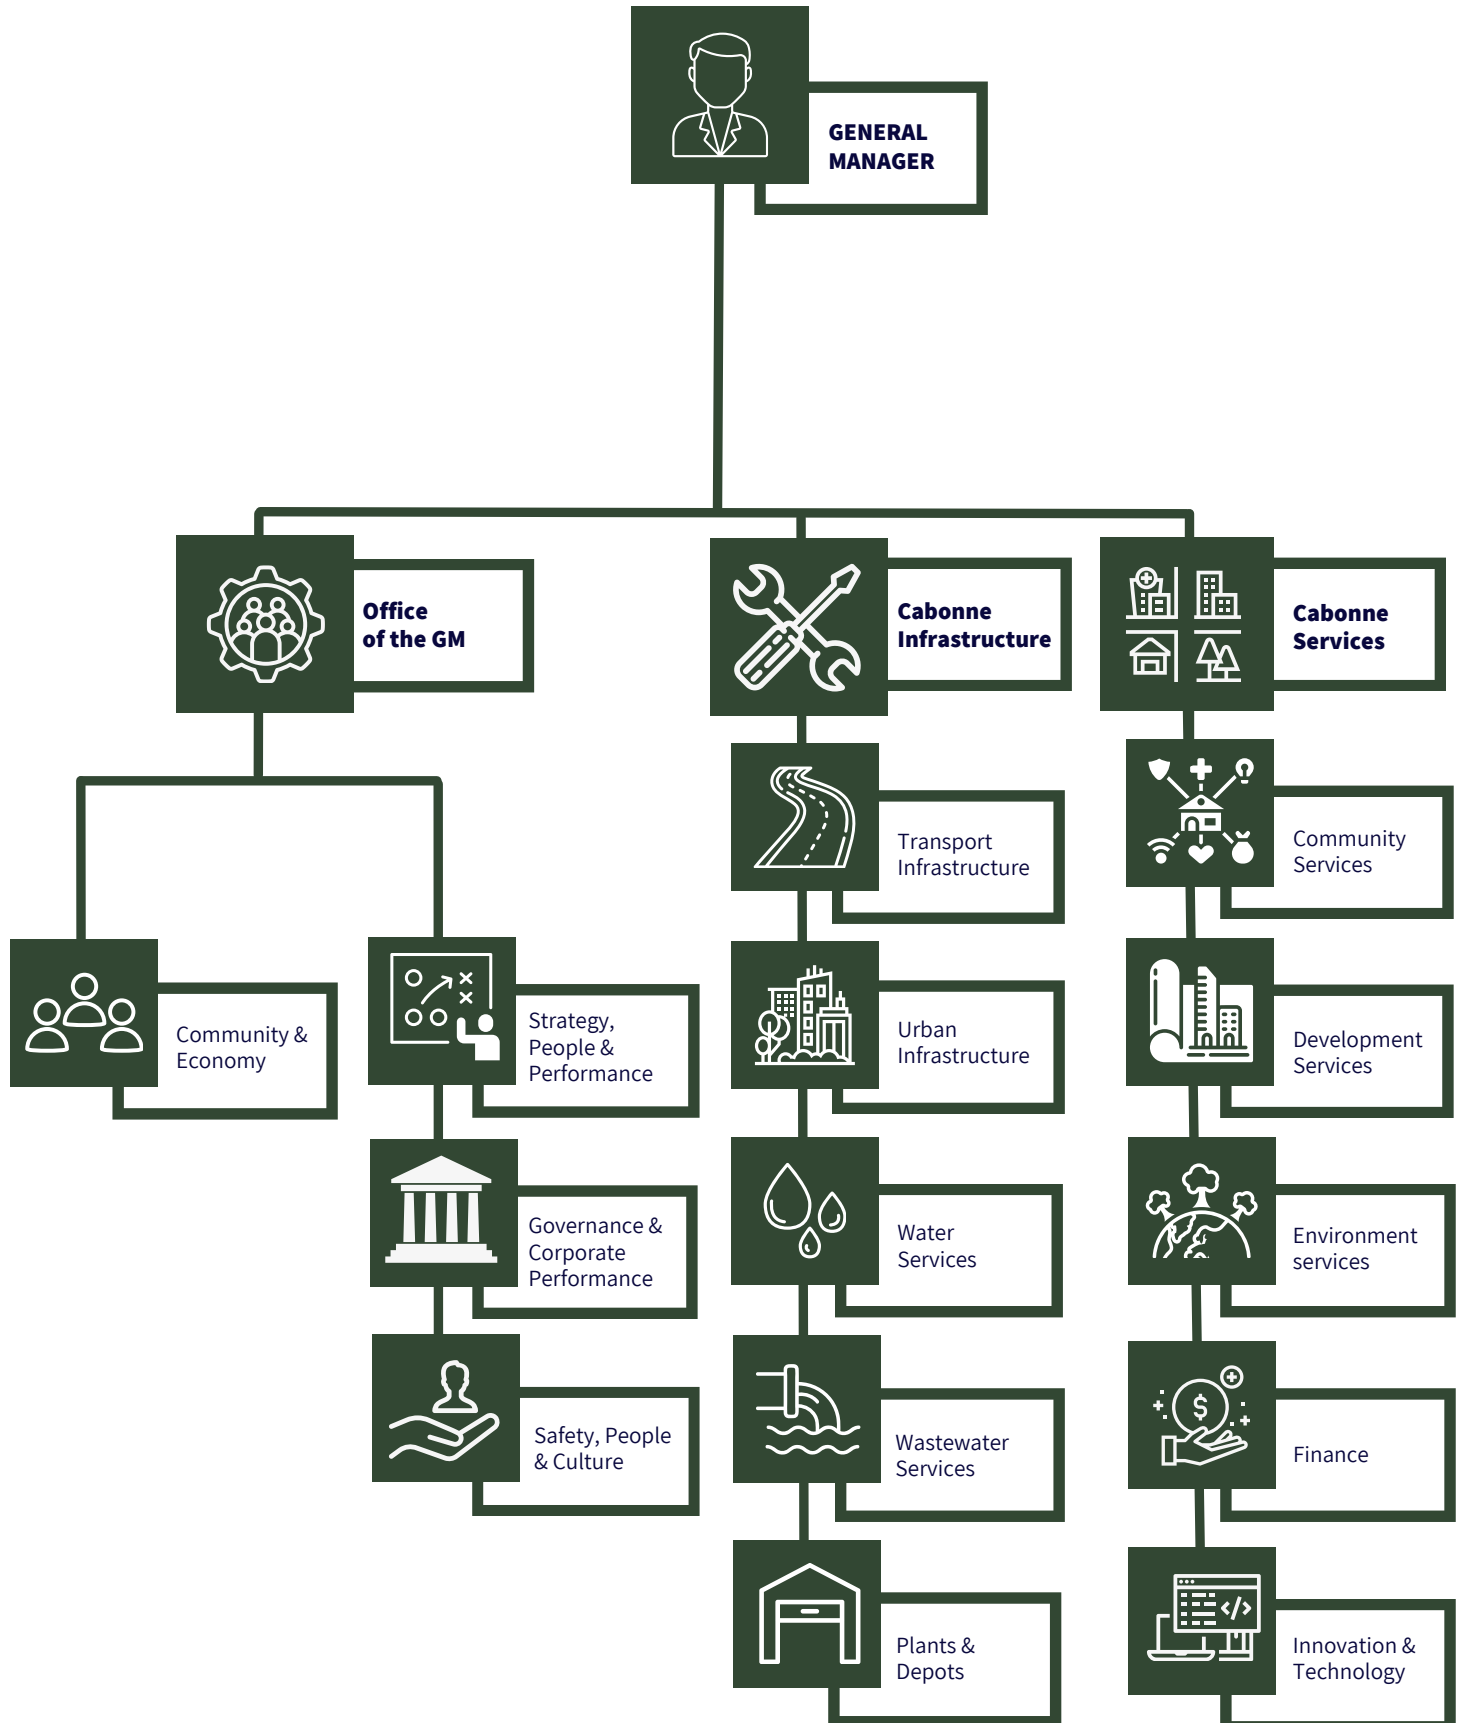 GENERAL
MANAGER
Office
of the GM
Community &
Economy
Strategy,
People &
Performance
Governance &
Corporate
Performance
Safety, People
& Culture
Cabonne
Infrastructure
Transport
Infrastructure
Urban
Infrastructure
Water
Services
Wastewater
Services
Plants &
Depots
Cabonne
Services
Community
Services
Development
Services
Environment
services
Finance
Innovation &
Technology